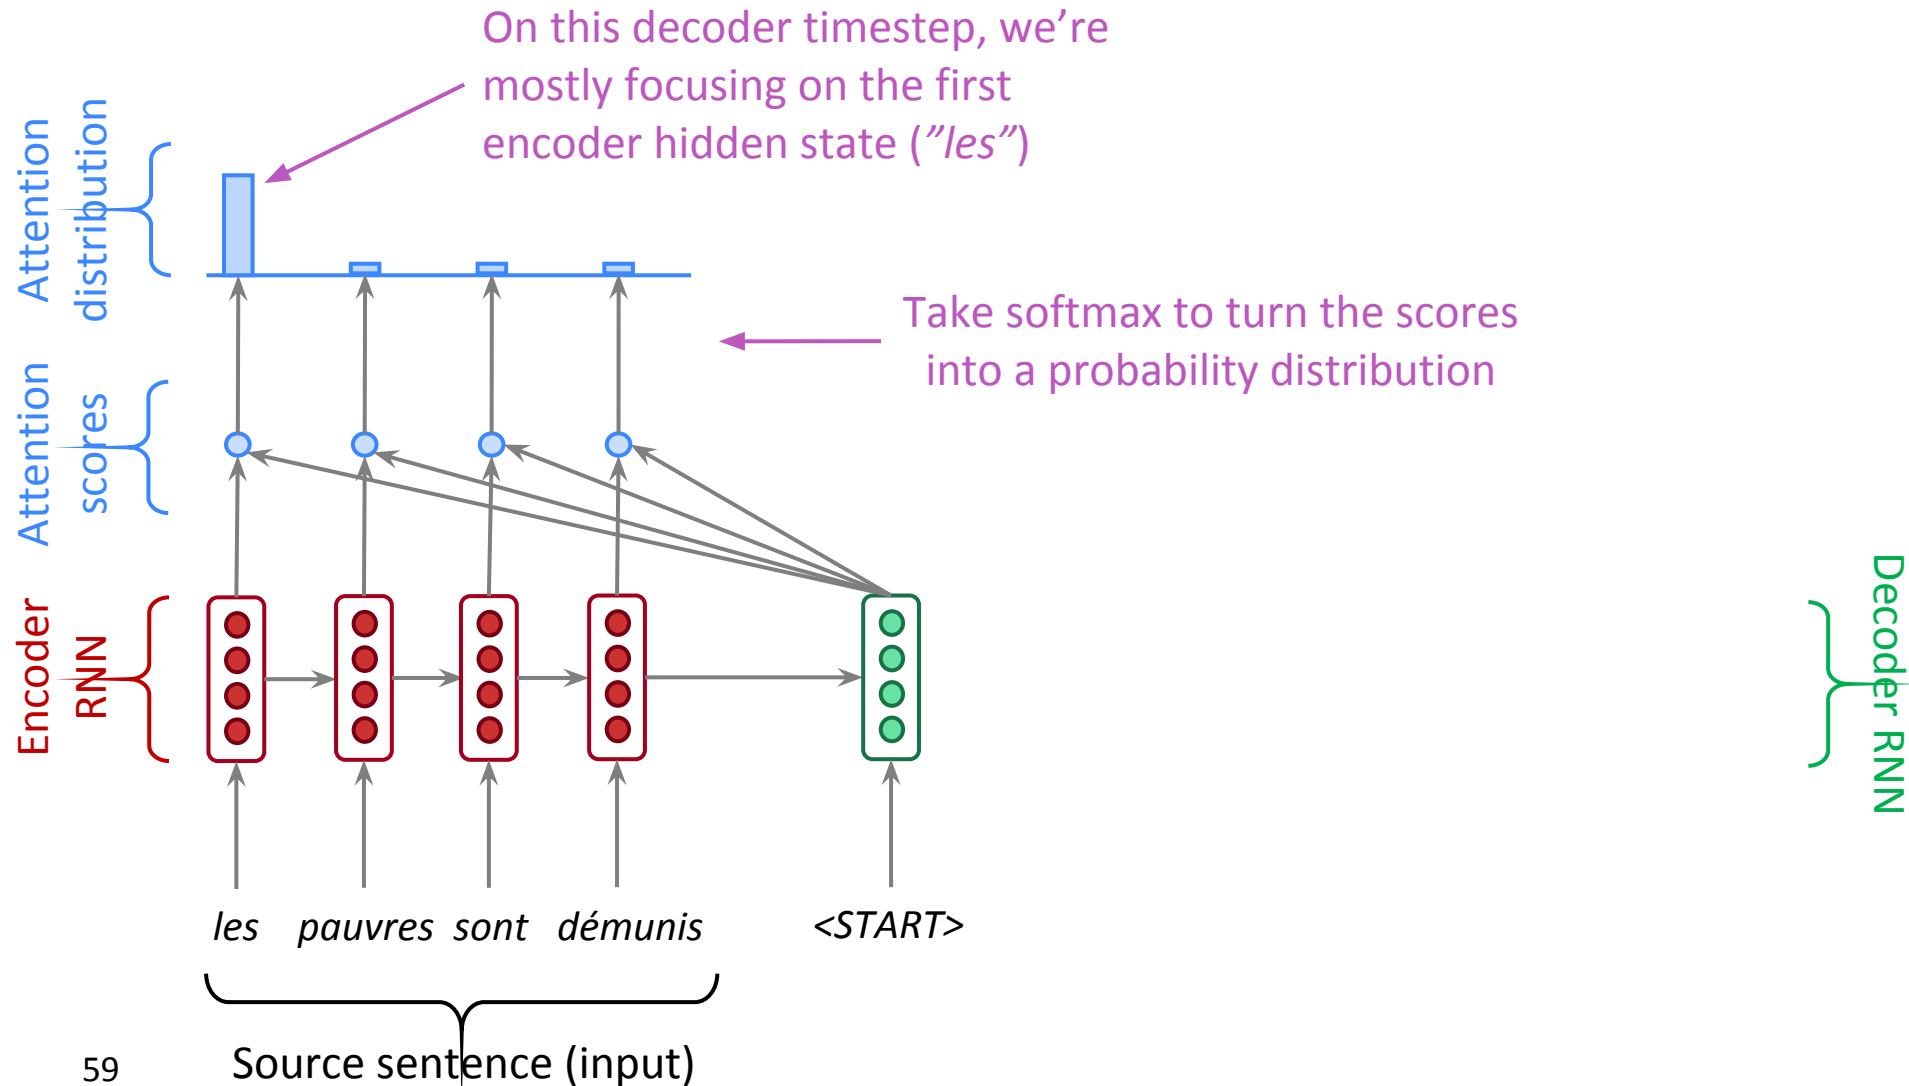 On this decoder timestep, we’re
mostly focusing on the first
encoder hidden state (”les”)
Attention
distribution
Take softmax to turn the scores
into a probability distribution
Attention
scores
Encoder
RNN
Decoder RNN
les pauvres sont démunis <START>
Source sentence (input)
59